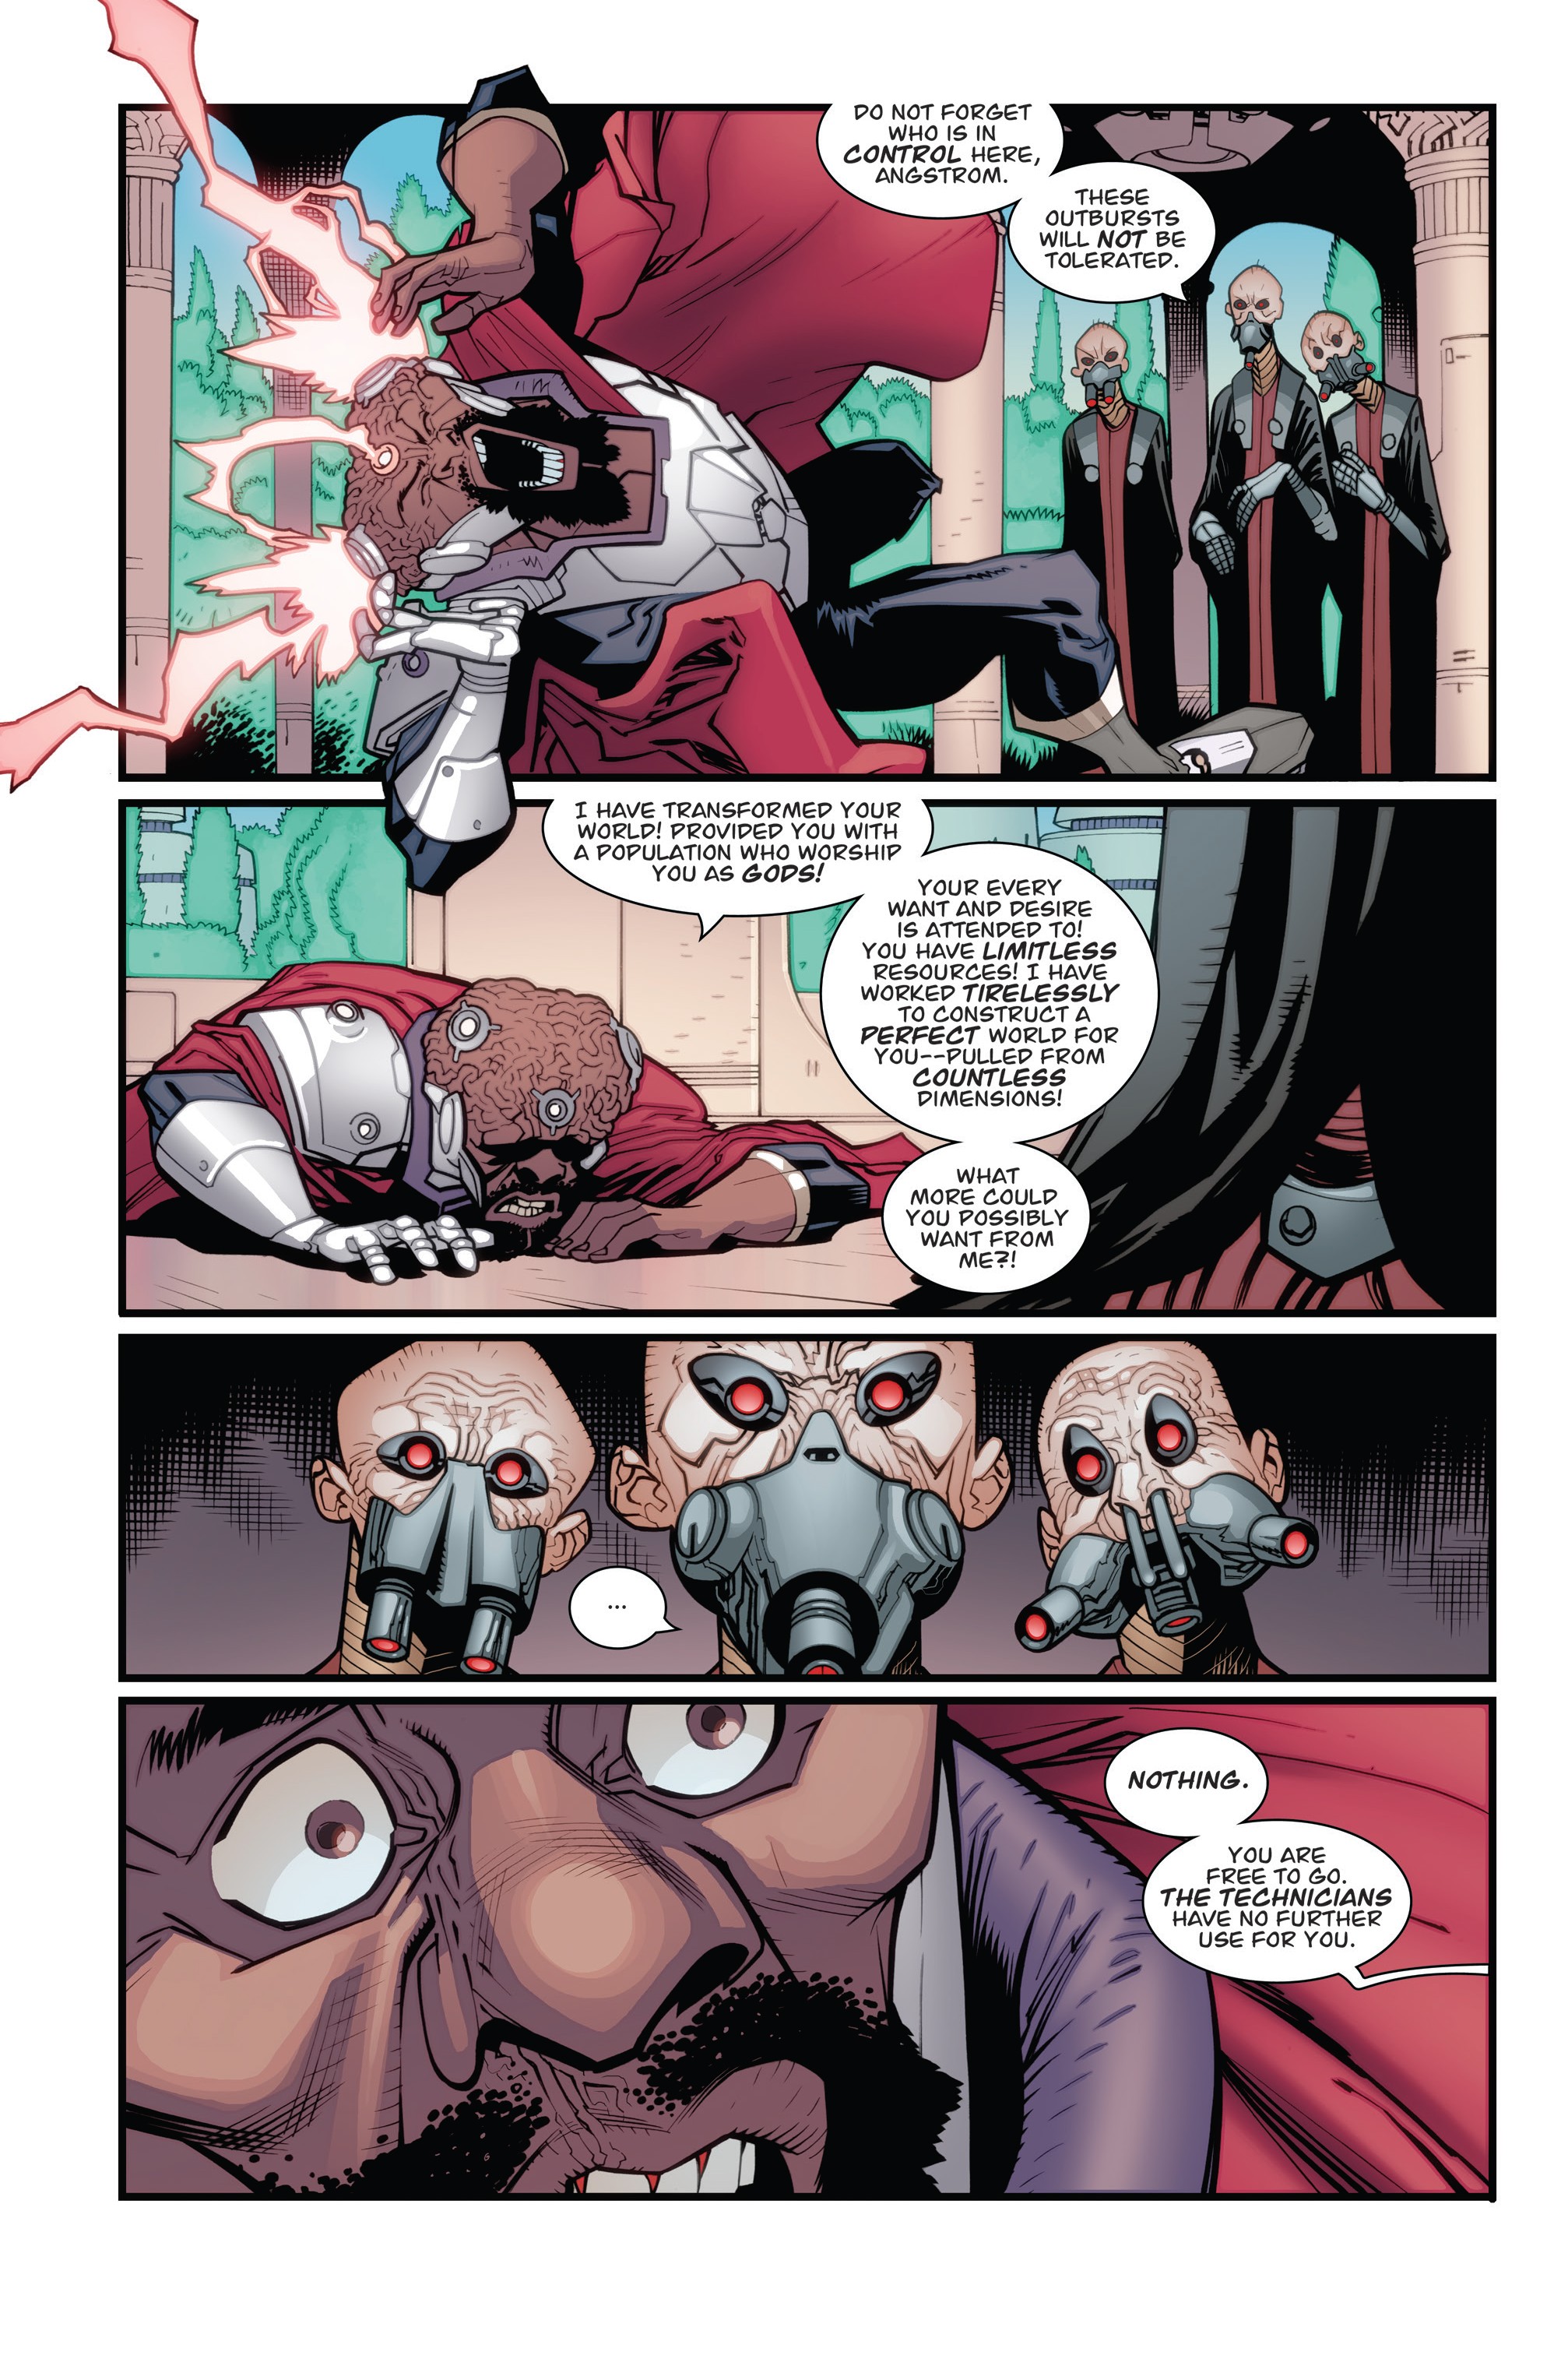 DO NOT FORGET
WHO IS IN
CONTROL HERE,
ANGSTROM.
THESE
OUTBURSTS
WILL NOT BE
TOLERATED.
I HAVE TRANSFORMED YOUR
WORLD! PROVIDED YOU WITH
A POPULATION WHO WORSHIP
YOU AS GODS!
YOUR EVERY
WANT AND DESIRE
IS ATTENDED TO!
YOU HAVE LIMITLESS
RESOURCES! I HAVE
WORKED TIRELESSLY
TO CONSTRUCT A
PERFECT WORLD FOR
YOU--PULLED FROM
COUNTLESS
DIMENSIONS!
WHAT
MORE COULD
YOU POSSIBLY
WANT FROM
ME?!
...
NOTHING.
YOU ARE
FREE TO GO.
THE TECHNICIANS
HAVE NO FURTHER
USE FOR YOU.